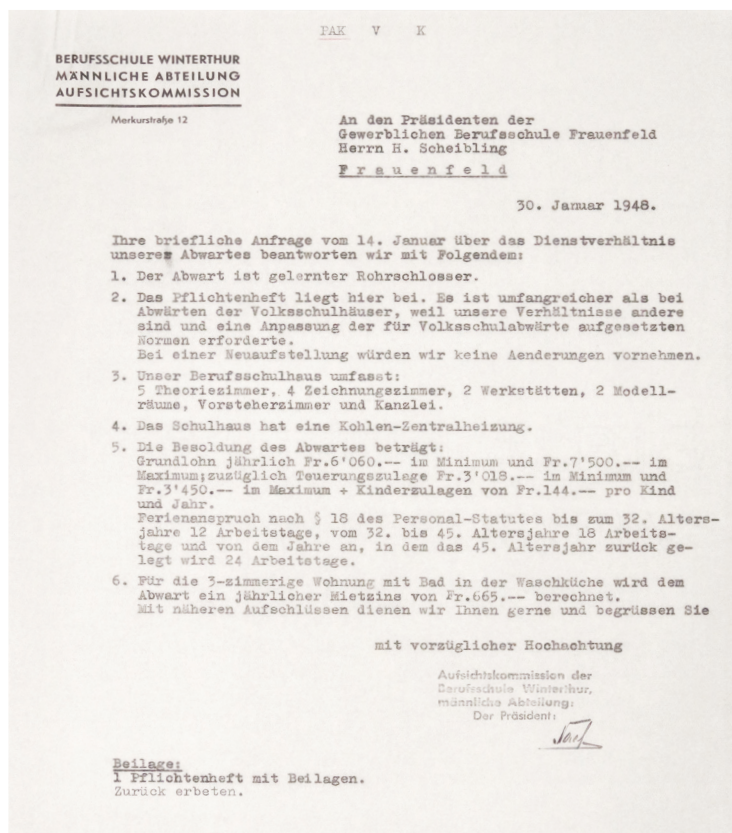 PAK V K
BERUFSSCHULE WINTERTHUR
MÄNNLICHE ABTEILUNG
AUFSICHTSKOMMISSION
Merkurstraße 12
An den Präsidenten der
Gewerblichen Berufsschule Frauenfeld
Herrn H. Scheibling
Frauenfeld
30. Januar 1948.
Ihre briefliche Anfrage vom 14. Januar über das Dienstverhältnis
unseres Abwartes beantworten wir mit Folgendem:
1. Der Abwart ist gelernter Rohrschlosser.
2. Das Pflichtenheft liegt hier bei. Es ist umfangreicher als bei
Abwärten der Volksschulhäuser, weil unsere Verhältnisse andere
sind und eine Anpassung der für Volksschulabwärte aufgesetzten
Normen erforderte.
Bei einer Neuaufstellung würden wir keine Aenderungen vornehmen.
3. Unser Berufsschulhaus umfasst:
5 Theoriezimmer, 4 Zeichnungszimmer, 2 Werkstätten, 2 Modell-
räume, Vorsteherzimmer und Kanzlei.
4. Das Schulhaus hat eine Kohlen-Zentralheizung.
5. Die Besoldung des Abwartes beträgt:
Grundlohn jährlich Fr.6'060.-- im Minimum und Fr.7'500.-- im
Maximum;zuzüglich Teuerungszulage Fr.3'018.-- im Minimum und
Fr.3'450.-- im Maximum + Kinderzulagen von Fr.144.-- pro Kind
und Jahr.
Ferienanspruch nach § 18 des Personal-Statutes bis zum 32. Alters-
jahre 12 Arbeitstage, vom 32. bis 45. Altersjahre 18 Arbeits-
tage und von dem Jahre an, in dem das 45. Altersjahr zurück ge-
legt wird 24 Arbeitstage.
6. Für die 3-zimmerige Wohnung mit Bad in der Waschküche wird dem
Abwart ein jährlicher Mietzins von Fr.665.-- berechnet.
Mit näheren Aufschlüssen dienen wir Ihnen gerne und begrüssen Sie
mit vorzüglicher Hochachtung
Aufsichtskommission der
Berufsschule Winterthur,
männliche Abteilung:
Der Präsident:
Beilage:
1 Pflichtenheft mit Beilagen.
Zurück erbeten.